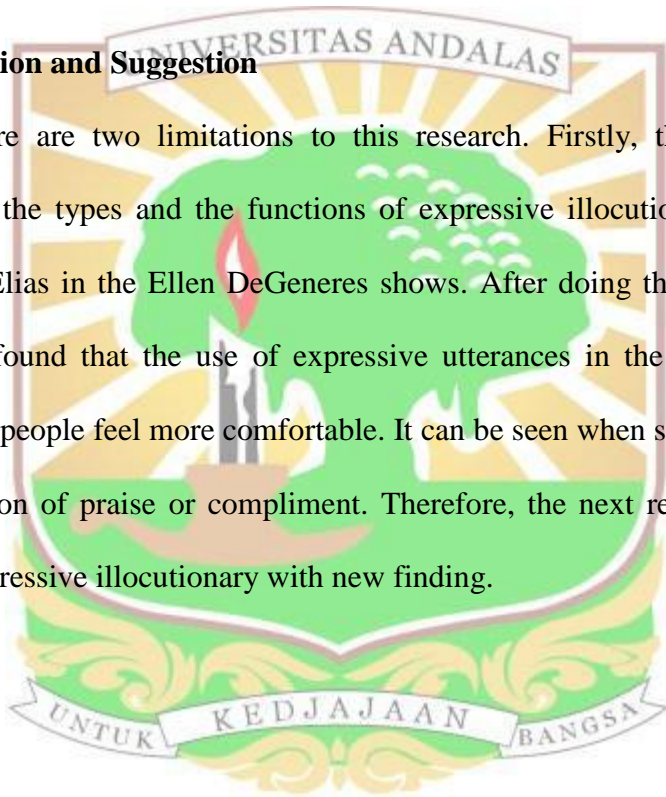 UNIVERSITAS ANDALAS
ion and Suggestion
re are two limitations to this research. Firstly, th
the types and the functions of expressive illocution
Elias in the Ellen DeGeneres shows. After doing th
found that the use of expressive utterances in the
people feel more comfortable. It can be seen when s
ion of praise or compliment. Therefore, the next re
pressive illocutionary with new finding.
UNTUK KEDJAJAAN BANGSA